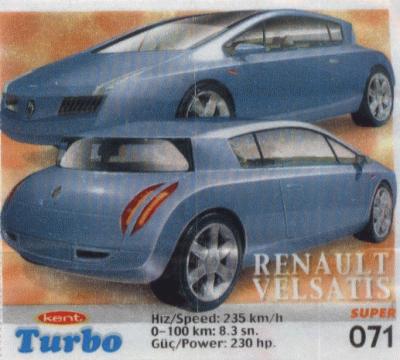 RENAULT
VELSATIS
SUPER
kent.
Turbo
Hız/Speed: 235 km/h
0-100 km: 8.3 sn.
Güç/Power: 230 hp.
071